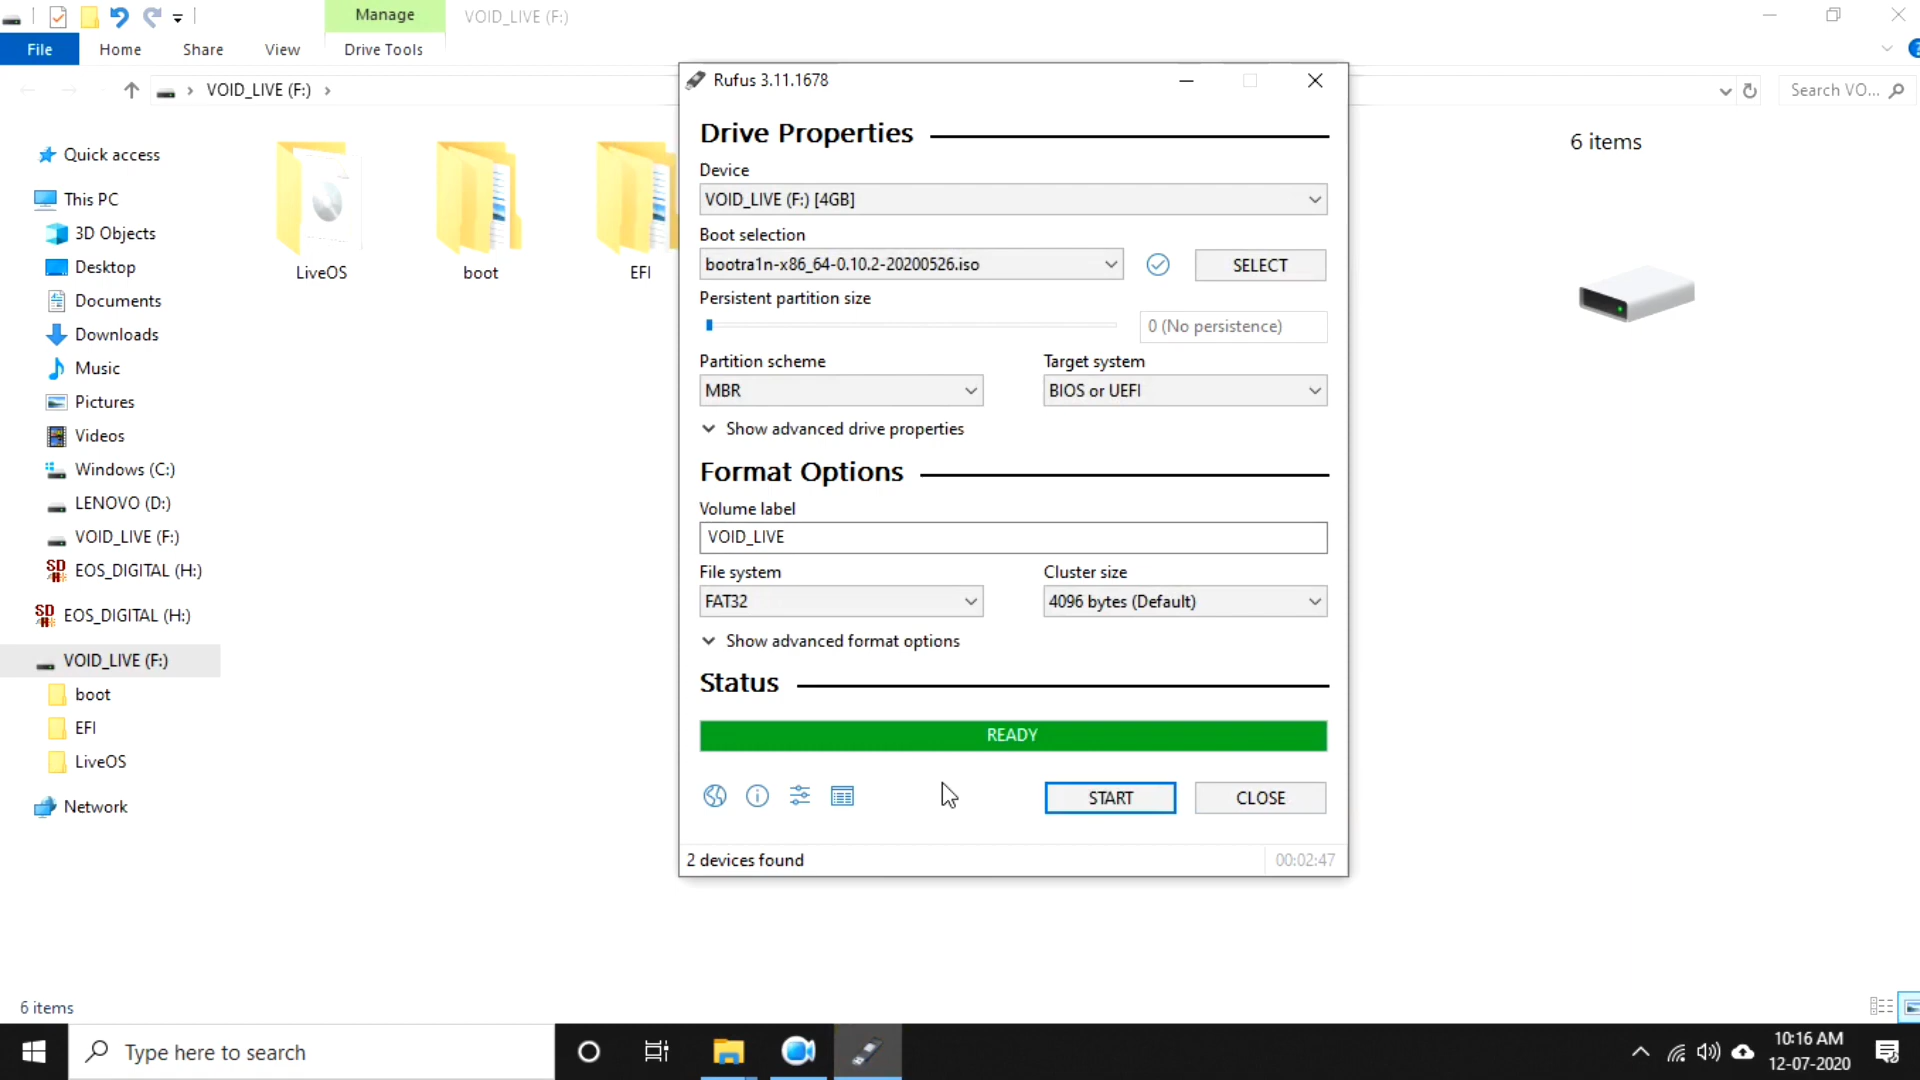 Manage
VOID_LIVE (F:)
File
Home
Share
View
Drive Tools
VOID_LIVE (F:)
Search VO...
Quick access
This PC
3D Objects
Desktop
Documents
Downloads
Music
Pictures
Videos
Windows (C:)
LENOVO (D:)
VOID_LIVE (F:)
EOS_DIGITAL (H:)
EOS_DIGITAL (H:)
VOID_LIVE (F:)
boot
EFI
LiveOS
Network
LiveOS
boot
EFI
Rufus 3.11.1678
Drive Properties
Device
VOID_LIVE (F:) [4GB]
Boot selection
bootra1n-x86_64-0.10.2-20200526.iso
SELECT
Persistent partition size
0 (No persistence)
Partition scheme
Target system
MBR
BIOS or UEFI
Show advanced drive properties
Format Options
Volume label
VOID_LIVE
File system
Cluster size
FAT32
4096 bytes (Default)
Show advanced format options
Status
READY
START
CLOSE
2 devices found
00:02:47
6 items
6 items
Type here to search
10:16 AM
12-07-2020